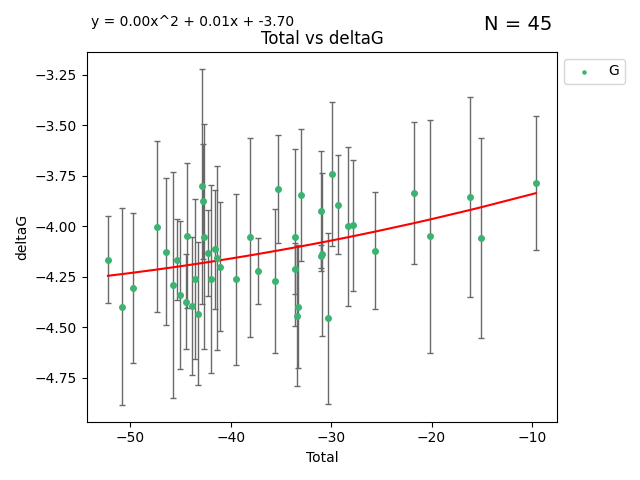 y = 0.00x^2 + 0.01x + -3.70
N = 45
Total vs deltaG
G
−3.25
−3.50
−3.75
−4.00
−4.25
−4.50
−4.75
deltaG
−50
−40
−30
−20
−10
Total